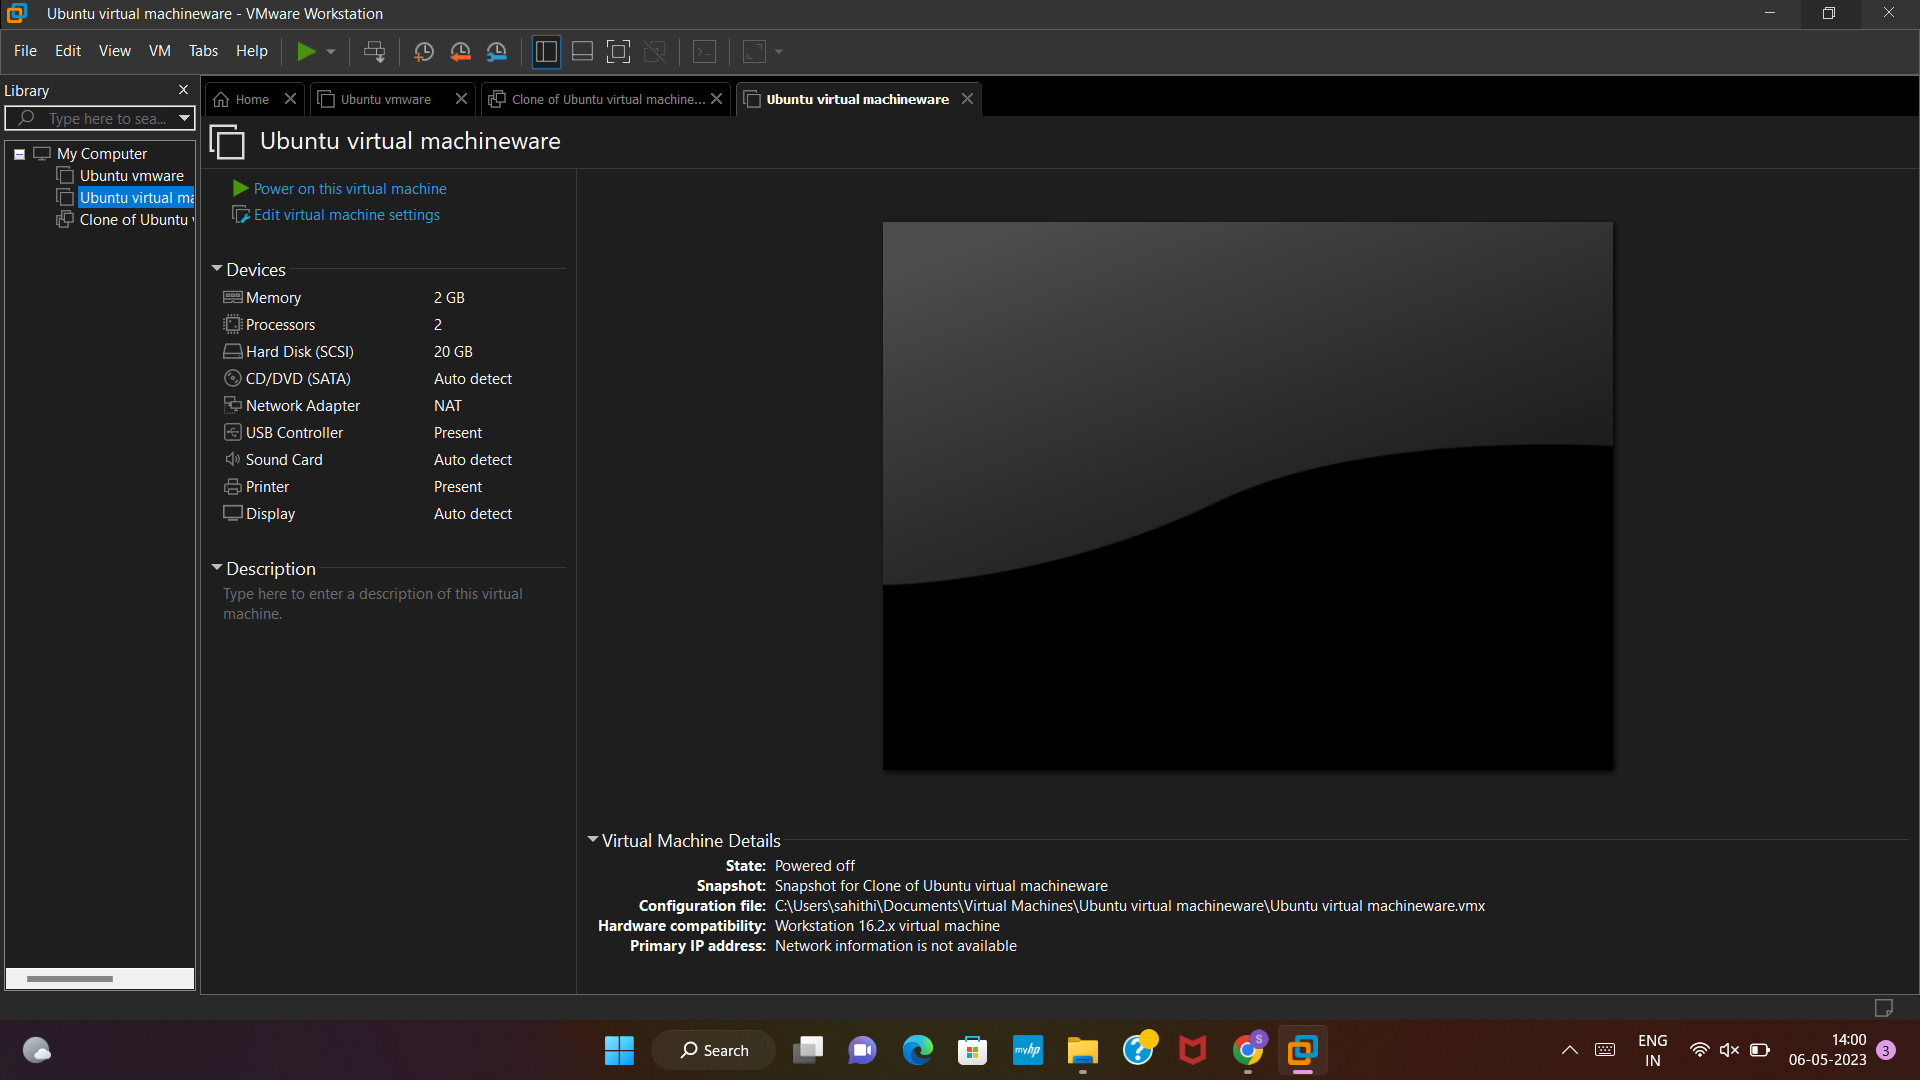 Ubuntu virtual machineware - VMware Workstation
File Edit View VM Tabs Help
Library
Type here to sea...
My Computer
Ubuntu vmware
Ubuntu virtual ma
Clone of Ubuntu v
Home
Ubuntu vmware
Clone of Ubuntu virtual machine...
Ubuntu virtual machineware
Ubuntu virtual machineware
Power on this virtual machine
Edit virtual machine settings
Devices
Memory 2 GB
Processors 2
Hard Disk (SCSI) 20 GB
CD/DVD (SATA) Auto detect
Network Adapter NAT
USB Controller Present
Sound Card Auto detect
Printer Present
Display Auto detect
Description
Type here to enter a description of this virtual
machine.
Virtual Machine Details
State: Powered off
Snapshot: Snapshot for Clone of Ubuntu virtual machineware
Configuration file: C:\Users\sahithi\Documents\Virtual Machines\Ubuntu virtual machineware\Ubuntu virtual machineware.vmx
Hardware compatibility: Workstation 16.2.x virtual machine
Primary IP address: Network information is not available
Search
myhp
S
ENG
IN
14:00
06-05-2023
3